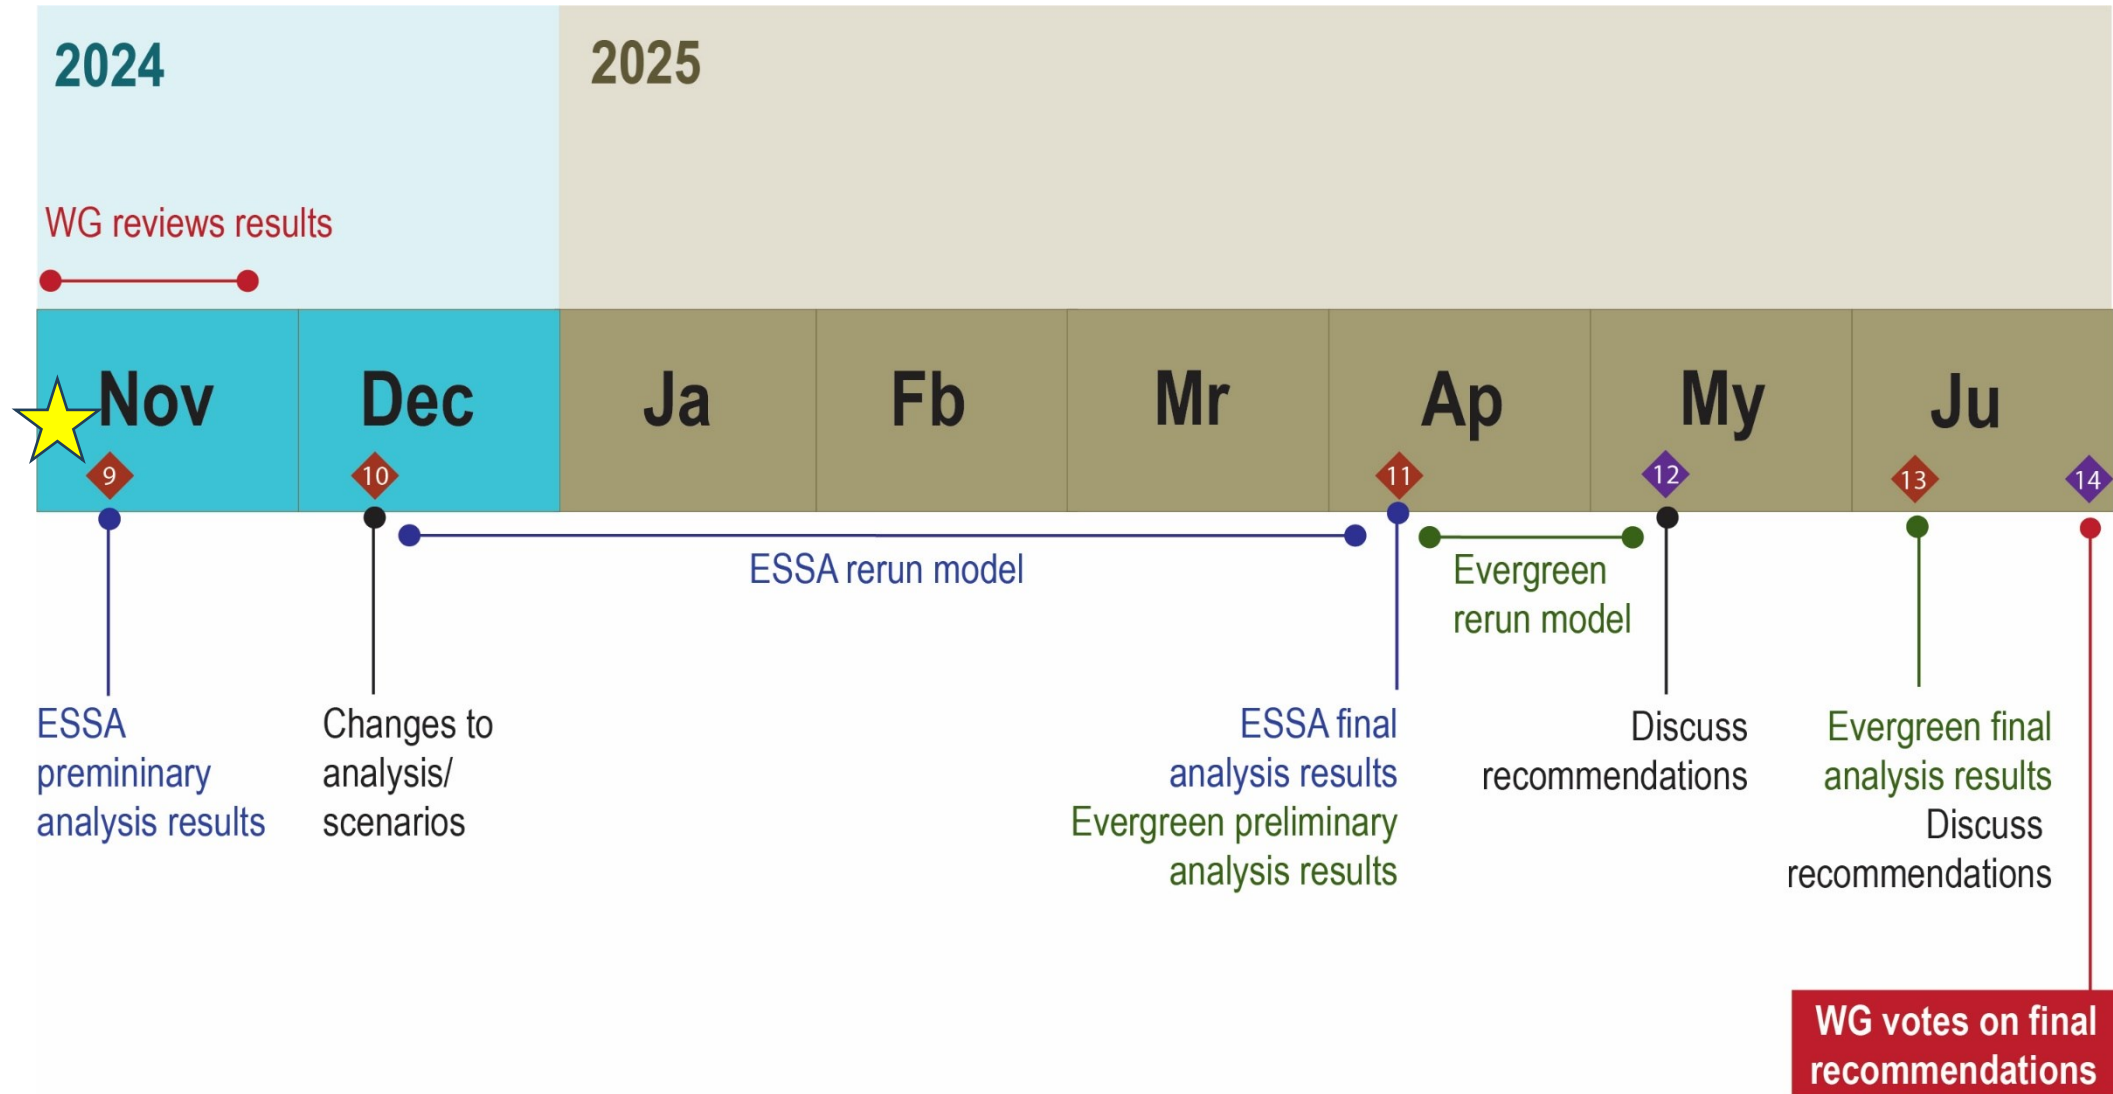 2024
2025
WG reviews results
Nov
Dec
Ja
Fb
Mr
Ap
My
Ju
9
10
11
12
13
14
ESSA rerun model
Evergreen
rerun model
ESSA
premininary
analysis results
Changes to
analysis/
scenarios
ESSA final
analysis results
Evergreen preliminary
analysis results
Discuss
recommendations
Evergreen final
analysis results
Discuss
recommendations
WG votes on final
recommendations